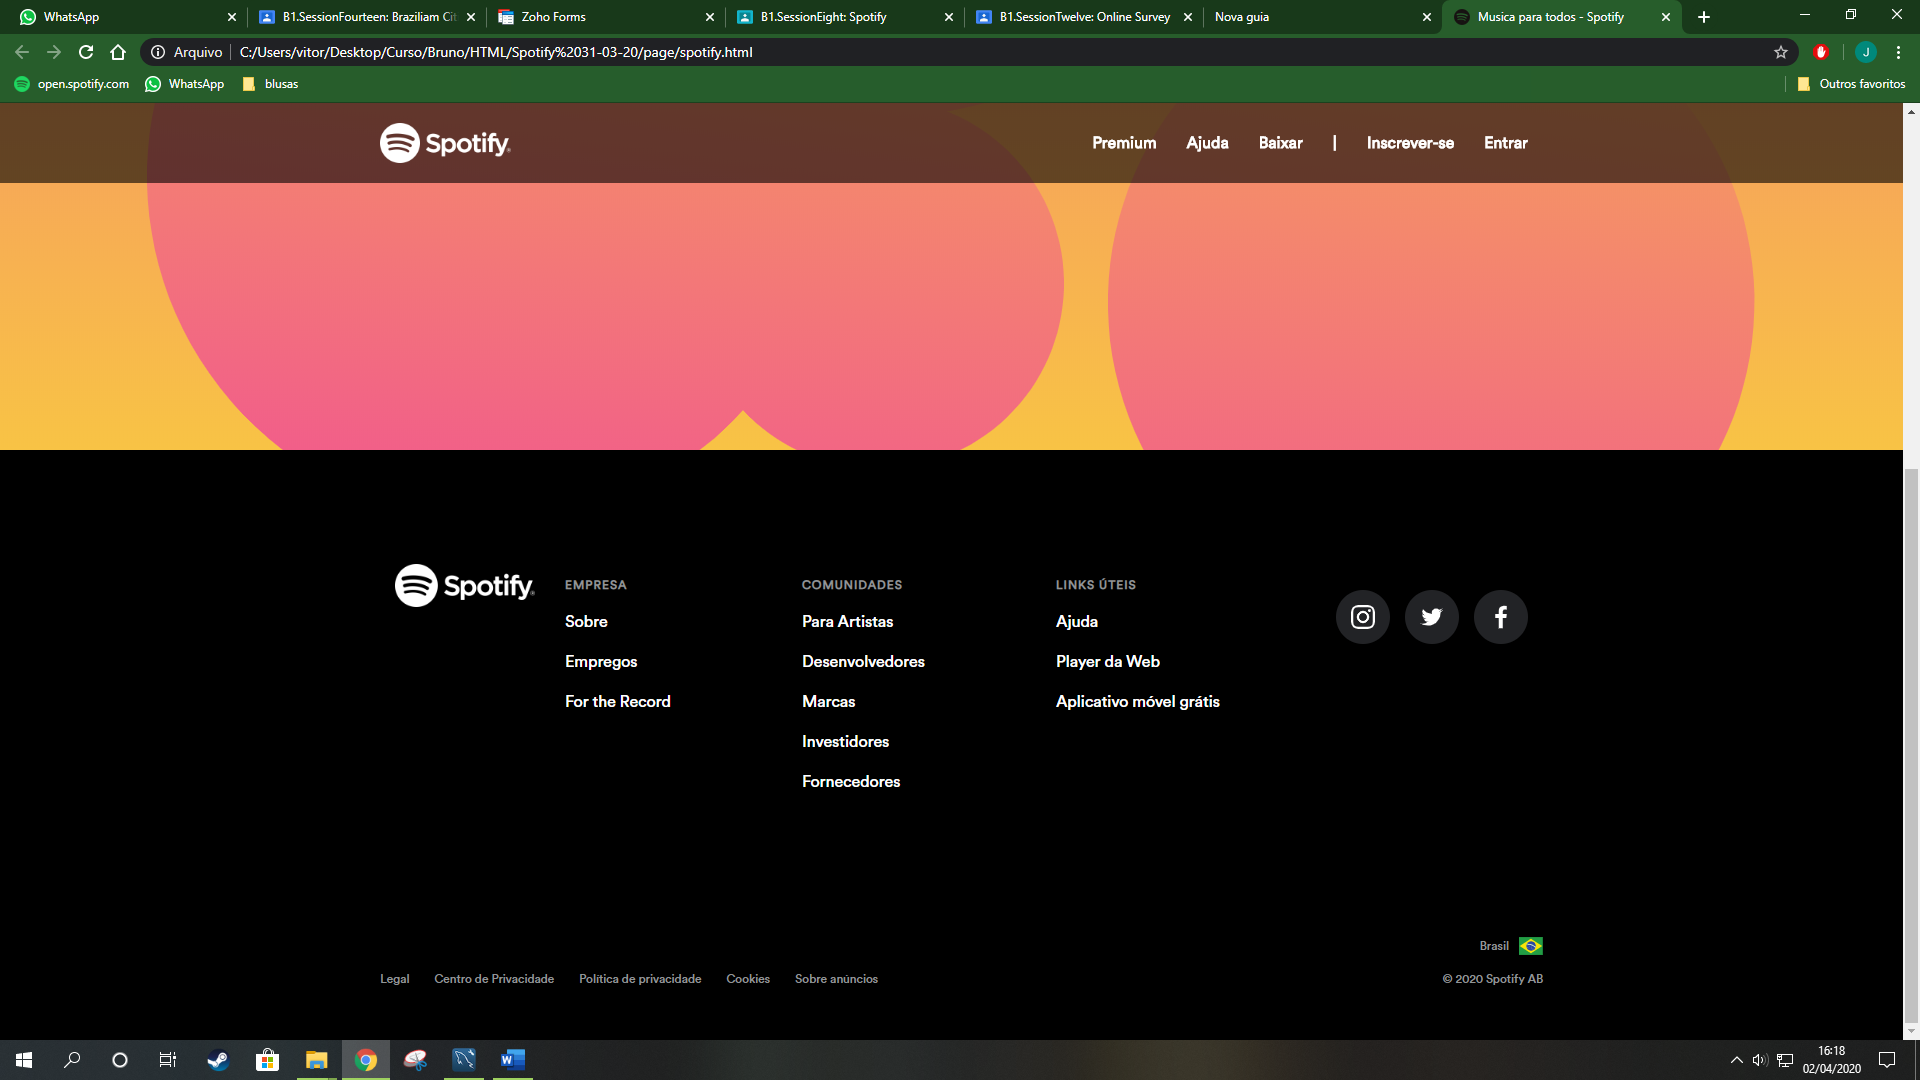 WhatsApp B1.SessionFourteen: Braziliam Cit Zoho Forms B1.SessionEight: Spotify B1.SessionTwelve: Online Survey Nova guia Musica para todos - Spotify
Arquivo C:/Users/vitor/Desktop/Curso/Bruno/HTML/Spotify%2031-03-20/page/spotify.html J
open.spotify.com WhatsApp blusas Outros favoritos
Spotify Premium Ajuda Baixar | Inscrever-se Entrar
Spotify EMPRESA COMUNIDADES LINKS ÚTEIS
Sobre Para Artistas Ajuda
Empregos Desenvolvedores Player da Web
For the Record Marcas Aplicativo móvel grátis
Investidores
Fornecedores
Brasil
Legal Centro de Privacidade Política de privacidade Cookies Sobre anúncios © 2020 Spotify AB
16:18
02/04/2020